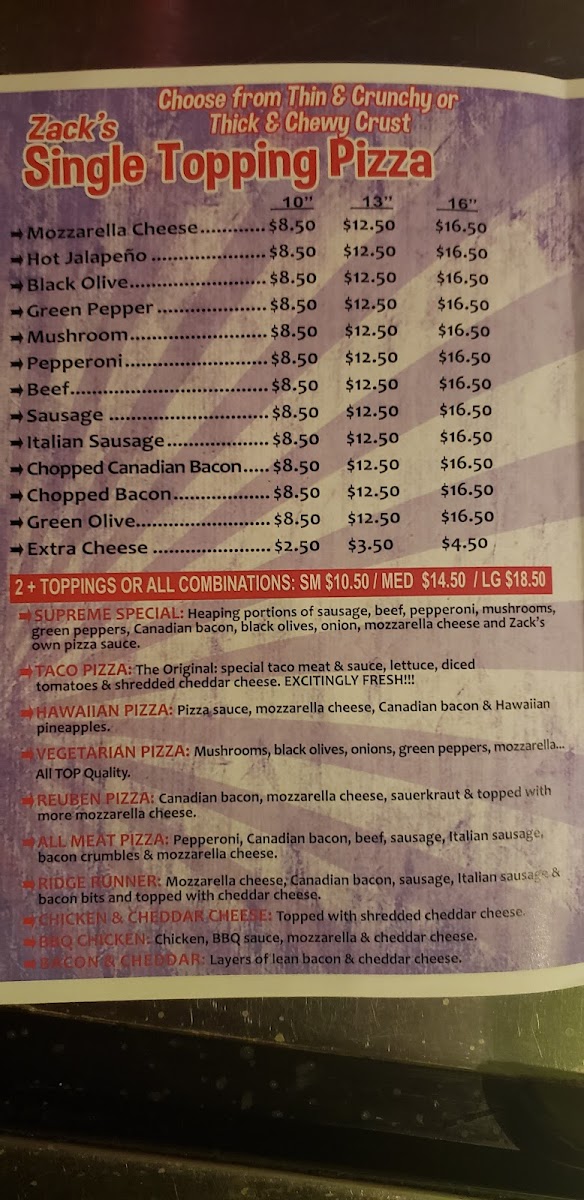 Choose from Thin & Crunchy or
Thick & Chewy Crust
Zack's
Single Topping Pizza
10" 13" 16"
Mozzarella Cheese............ $8.50 $12.50 $16.50
Hot Jalapeño ..................... $8.50 $12.50 $16.50
Black Olive......................... $8.50 $12.50 $16.50
Green Pepper .................... $8.50 $12.50 $16.50
Mushroom......................... $8.50 $12.50 $16.50
Pepperoni.......................... $8.50 $12.50 $16.50
Beef.................................... $8.50 $12.50 $16.50
Sausage ............................. $8.50 $12.50 $16.50
Italian Sausage................... $8.50 $12.50 $16.50
Chopped Canadian Bacon..... $8.50 $12.50 $16.50
Chopped Bacon.................. $8.50 $12.50 $16.50
Green Olive......................... $8.50 $12.50 $16.50
Extra Cheese ...................... $2.50 $3.50 $4.50
2 + TOPPINGS OR ALL COMBINATIONS: SM $10.50 / MED $14.50 / LG $18.50
SUPREME SPECIAL: Heaping portions of sausage, beef, pepperoni, mushrooms,
green peppers, Canadian bacon, black olives, onion, mozzarella cheese and Zack's
own pizza sauce.
TACO PIZZA: The Original: special taco meat & sauce, lettuce, diced
tomatoes & shredded cheddar cheese. EXCITINGLY FRESH!!!
HAWAIIAN PIZZA: Pizza sauce, mozzarella cheese, Canadian bacon & Hawaiian
pineapples.
VEGETARIAN PIZZA: Mushrooms, black olives, onions, green peppers, mozzarella...
All TOP Quality.
REUBEN PIZZA: Canadian bacon, mozzarella cheese, sauerkraut & topped with
more mozzarella cheese.
ALL MEAT PIZZA: Pepperoni, Canadian bacon, beef, sausage, Italian sausage,
bacon crumbles & mozzarella cheese.
RIDGE RUNNER: Mozzarella cheese, Canadian bacon, sausage, Italian sausage &
bacon bits and topped with cheddar cheese.
CHICKEN & CHEDDAR CHEESE: Topped with shredded cheddar cheese.
BBQ CHICKEN: Chicken, BBQ sauce, mozzarella & cheddar cheese.
BACON & CHEDDAR: Layers of lean bacon & cheddar cheese.